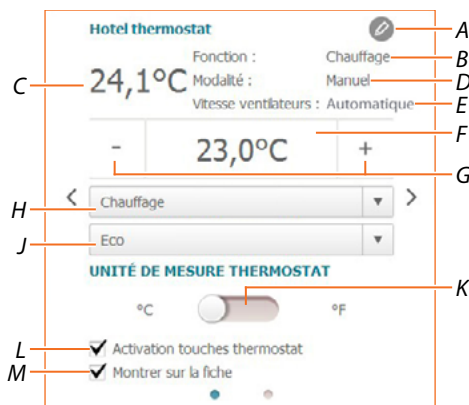 Hotel thermostat
A
Fonction : Chauffage
B
C
24,1°C
Modalité : Manuel
D
Vitesse ventilateurs : Automatique
E
F
- 23,0°C +
G
H
Chauffage
J
Eco
UNITÉ DE MESURE THERMOSTAT
°C °F
K
L
Activation touches thermostat
M
Montrer sur la fiche